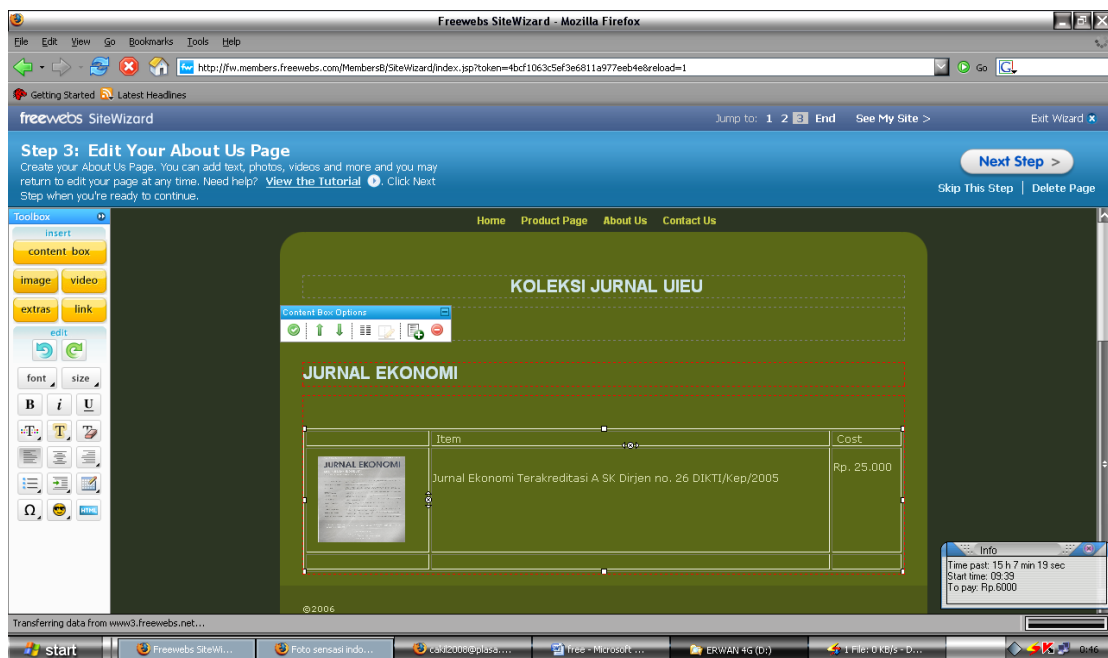 Freewebs SiteWizard - Mozilla Firefox
File Edit View Go Bookmarks Tools Help
http://fw.members.freewebs.com/MembersB/SiteWizard/index.jsp?token=4bcf1063c5ef3e6811a977eeb4e8reload=1
Go
Getting Started Latest Headlines
freewebs SiteWizard
Jump to: 1 2 3 End See My Site >
Exit Wizard x
Step 3: Edit Your About Us Page
Create your About Us Page. You can add text, photos, videos and more and you may
return to edit your page at any time. Need help? View the Tutorial. Click Next
Step when you're ready to continue.
Next Step >
Skip This Step | Delete Page
Toolbox
insert
content box
image video
extras link
edit
font size
B i U
T T
Ω HTML
Home Product Page About Us Contact Us
KOLEKSI JURNAL UIEU
Content Box Options
JURNAL EKONOMI
Item Cost
JURNAL EKONOMI
Jurnal Ekonomi Terakreditasi A SK Dirjen no. 26 DIKTI/Kep/2005
Rp. 25.000
©2006
Info
Time past: 15 h 7 min 19 sec
Start time: 09:39
To pay: Rp.6000
Transferring data from www3.freewebs.net...
start
Freewebs SiteWi...
Foto sensasi indo...
cakil2008@plasa....
free - Microsoft ...
ERWAN 4G (D:)
1 File: 0 KB/s - D...
0:46